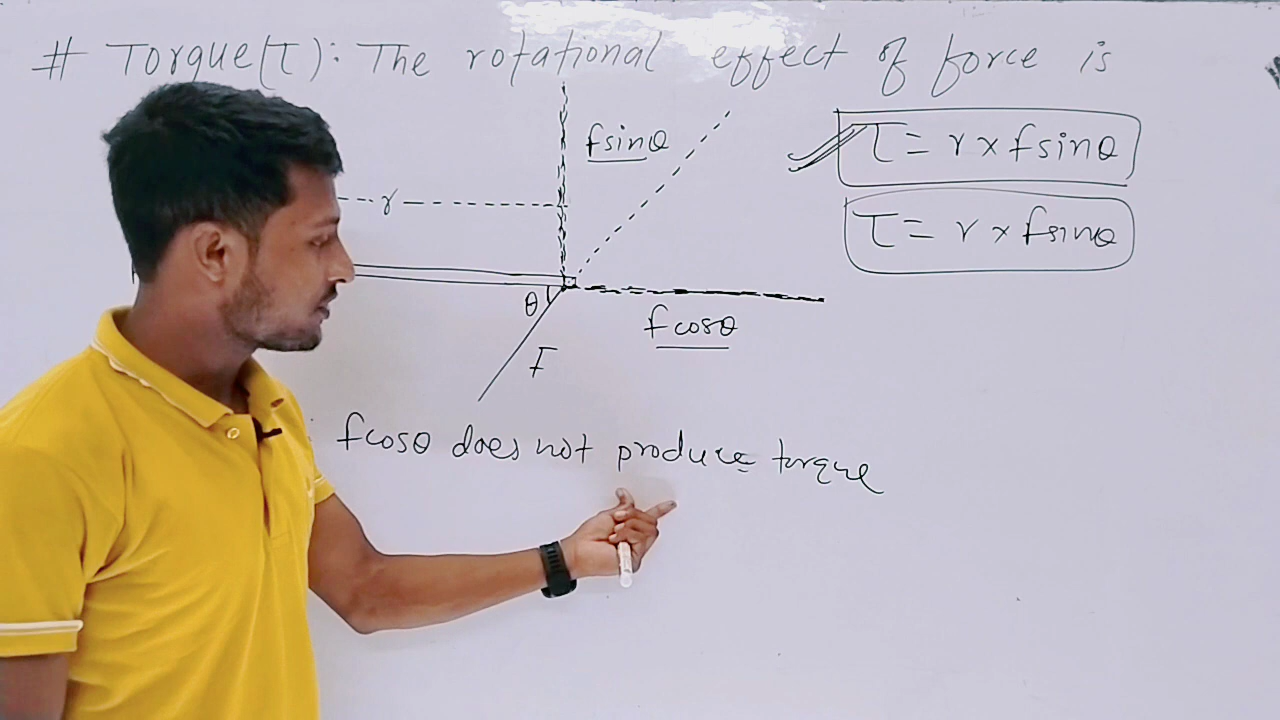 # Torque(τ): The rotational effect of force is
fsinθ
τ = r x fsinθ
r
τ = r x fsinθ
θ
fcosθ
F
fcosθ does not produce torque